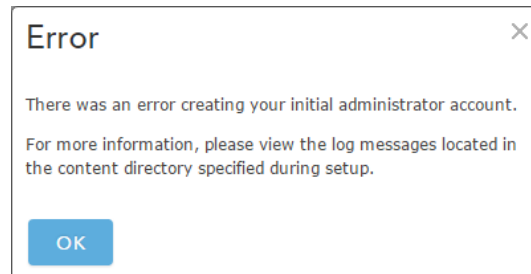 Error
There was an error creating your initial administrator account.
For more information, please view the log messages located in
the content directory specified during setup.
OK